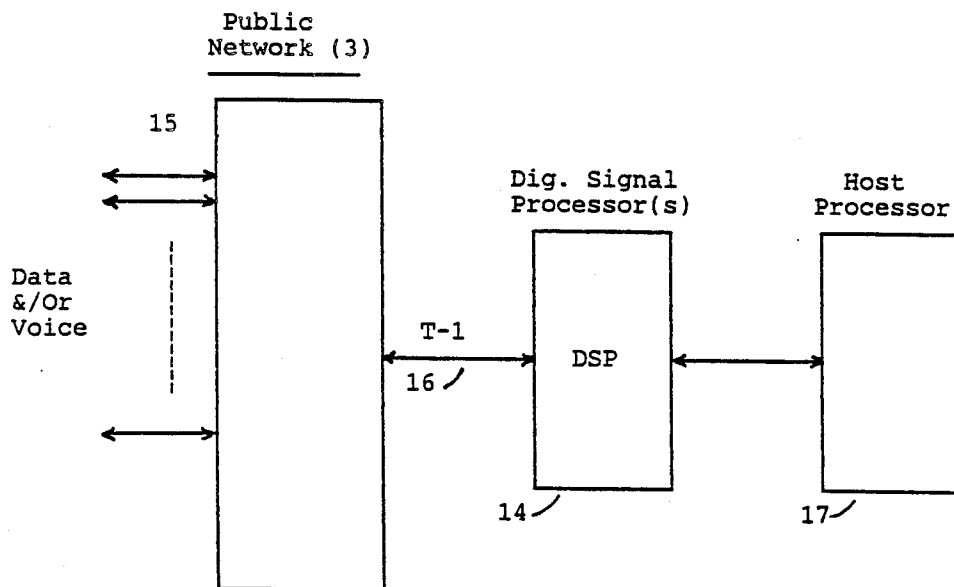 Public
Network (3)
15
Dig. Signal
Processor(s)
Host
Processor
Data
&/Or
Voice
T-1
16
DSP
14
17